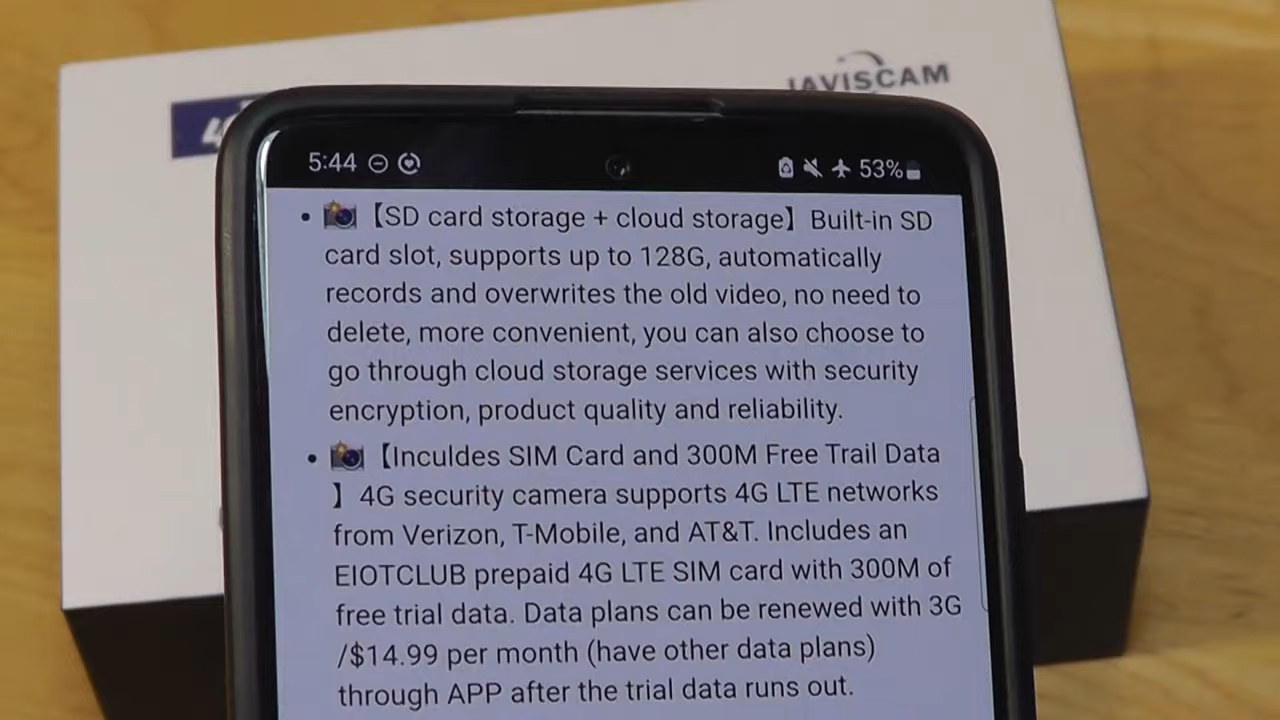 JAVISCAM
5:44
53%
• 【SD card storage + cloud storage】 Built-in SD
card slot, supports up to 128G, automatically
records and overwrites the old video, no need to
delete, more convenient, you can also choose to
go through cloud storage services with security
encryption, product quality and reliability.
• 【Inculdes SIM Card and 300M Free Trail Data
】 4G security camera supports 4G LTE networks
from Verizon, T-Mobile, and AT&T. Includes an
EIOTCLUB prepaid 4G LTE SIM card with 300M of
free trial data. Data plans can be renewed with 3G
/$14.99 per month (have other data plans)
through APP after the trial data runs out.